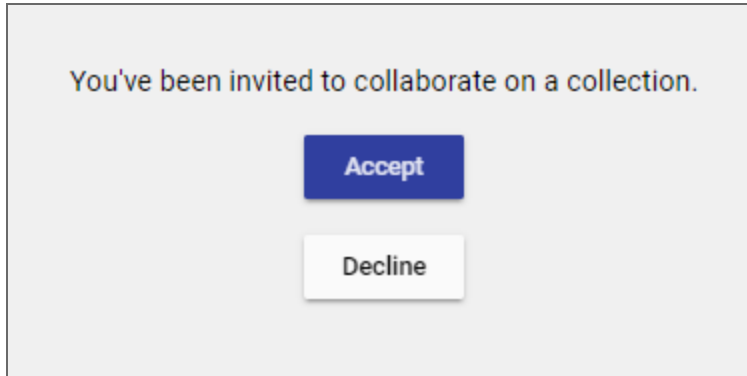 You've been invited to collaborate on a collection.
Accept
Decline